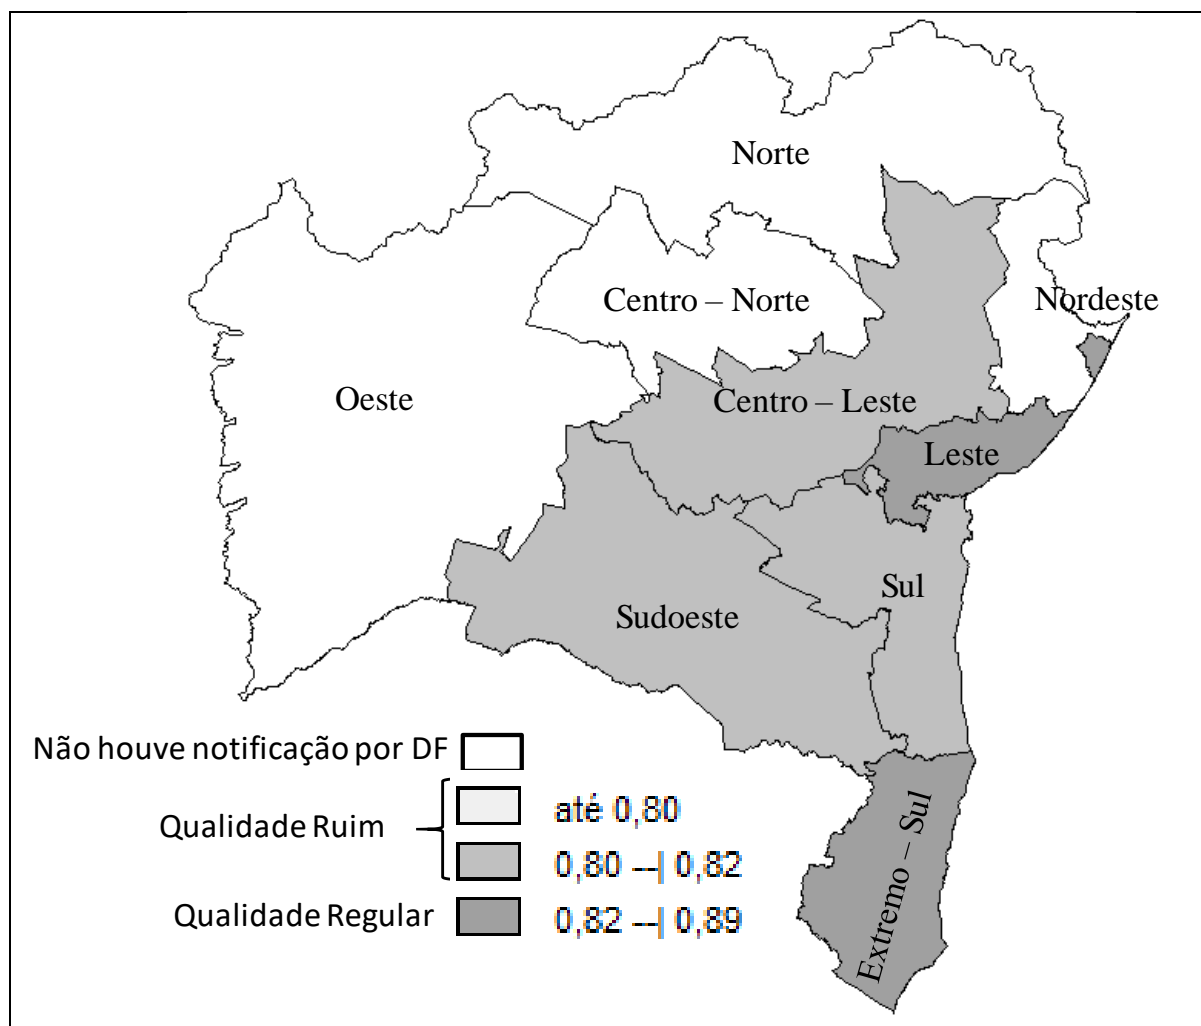 Norte
Centro – Norte
Nordeste
Oeste
Centro – Leste
Leste
Sul
Sudoeste
Extremo – Sul
Não houve notificação por DF
Qualidade Ruim
até 0,80
0,80 --| 0,82
Qualidade Regular
0,82 --| 0,89